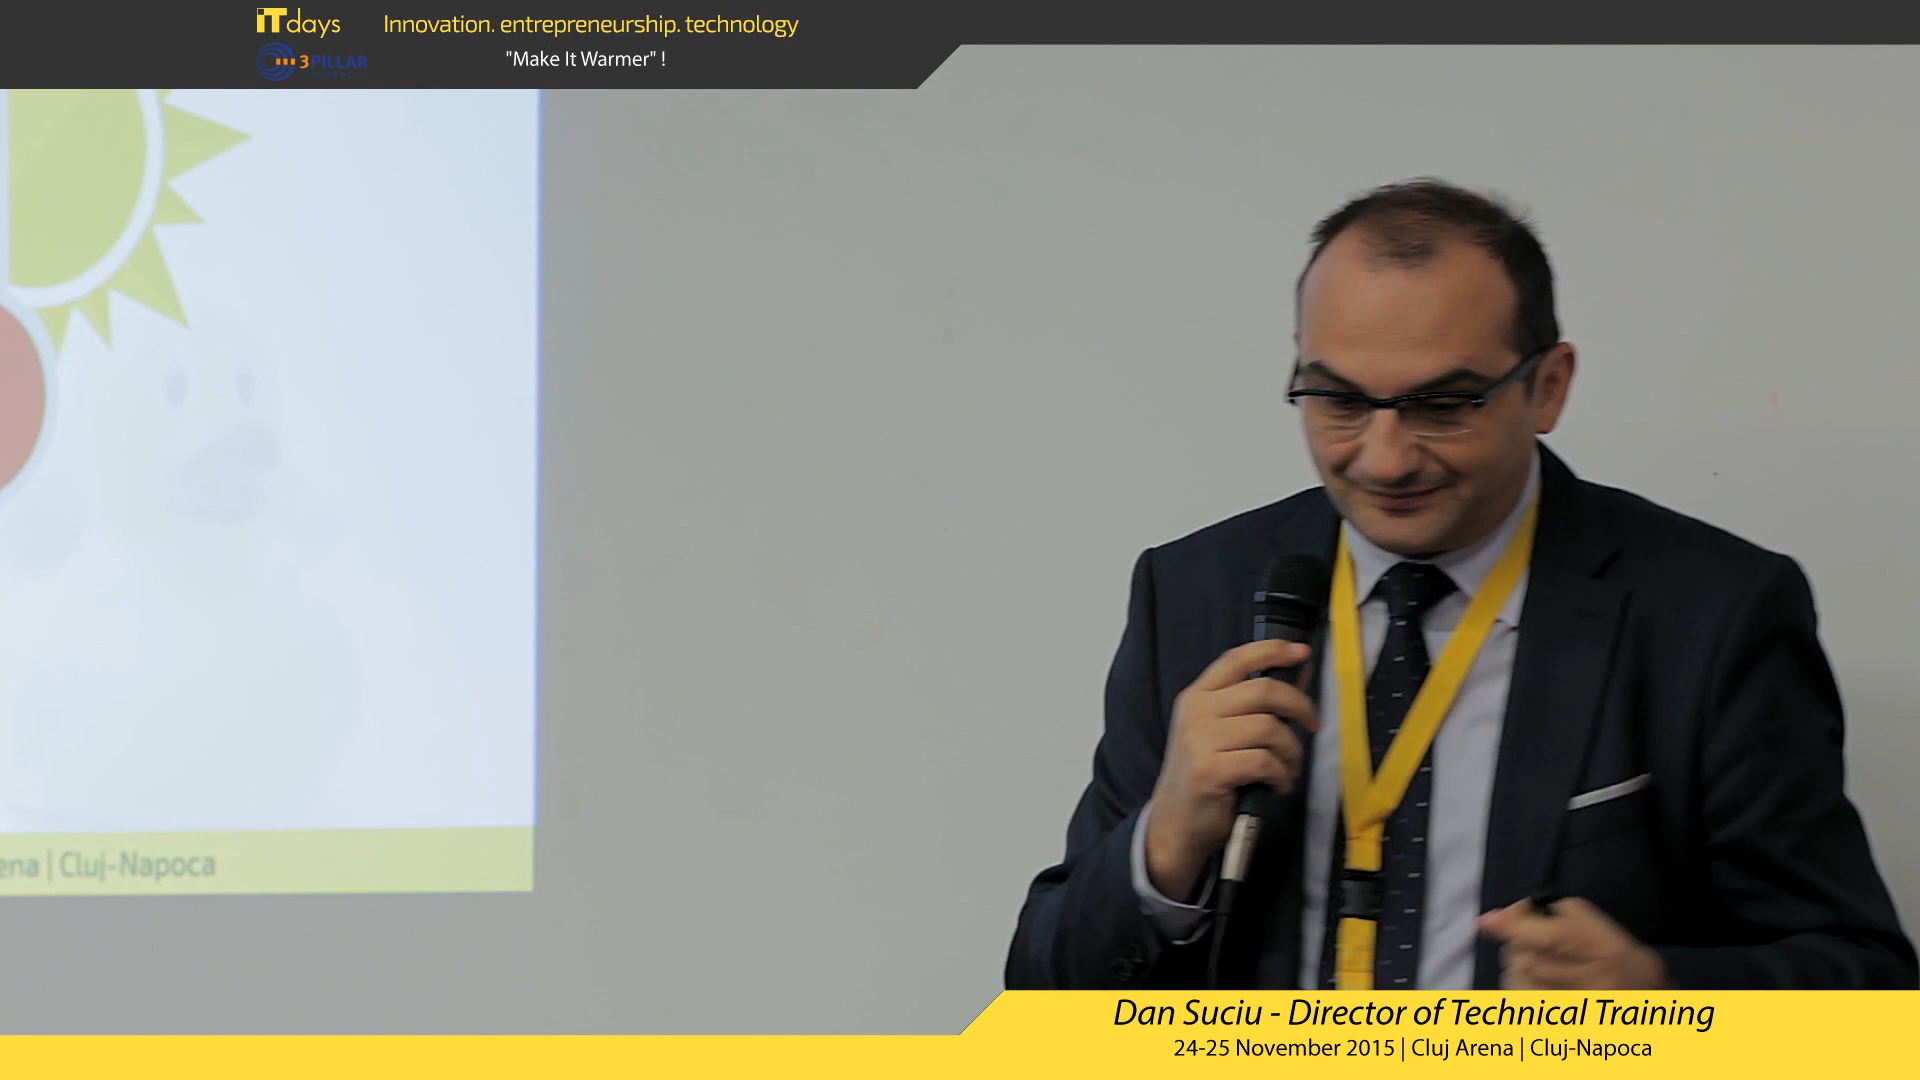 iTdays
Innovation. entrepreneurship. technology
3PILLAR
GLOBAL
"Make It Warmer" !
ena | Cluj-Napoca
Dan Suciu - Director of Technical Training
24-25 November 2015 | Cluj Arena | Cluj-Napoca